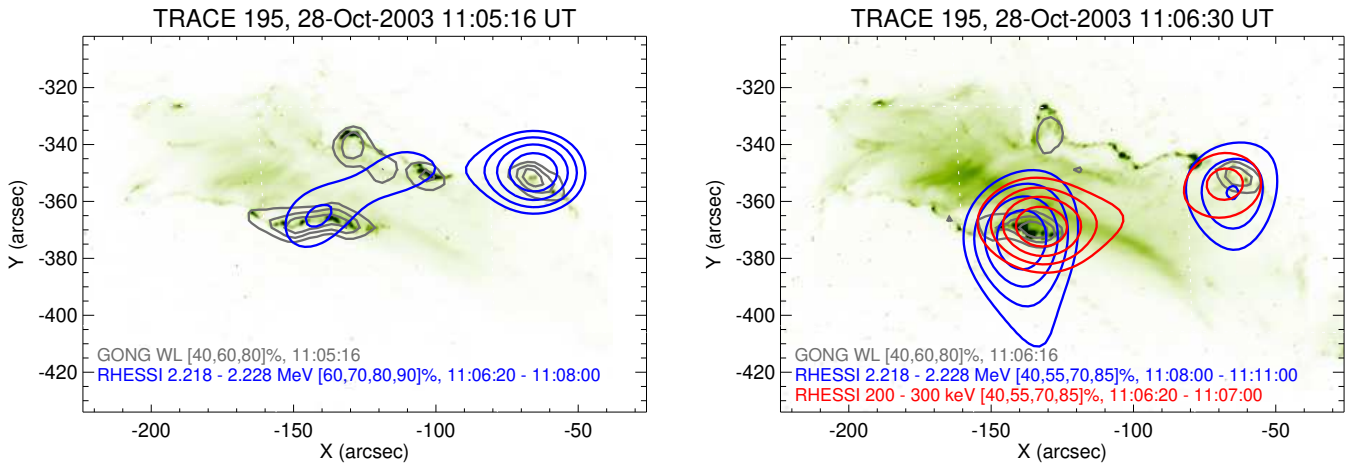 TRACE 195, 28-Oct-2003 11:05:16 UT
-320
-340
-360
-380
-400
-420
Y (arcsec)
GONG WL [40,60,80]%, 11:05:16
RHESSI 2.218 - 2.228 MeV [60,70,80,90]%, 11:06:20 - 11:08:00
-200 -150 -100 -50
X (arcsec)
TRACE 195, 28-Oct-2003 11:06:30 UT
-320
-340
-360
-380
-400
-420
Y (arcsec)
GONG WL [40,60,80]%, 11:06:16
RHESSI 2.218 - 2.228 MeV [40,55,70,85]%, 11:08:00 - 11:11:00
RHESSI 200 - 300 keV [40,55,70,85]%, 11:06:20 - 11:07:00
-200 -150 -100 -50
X (arcsec)